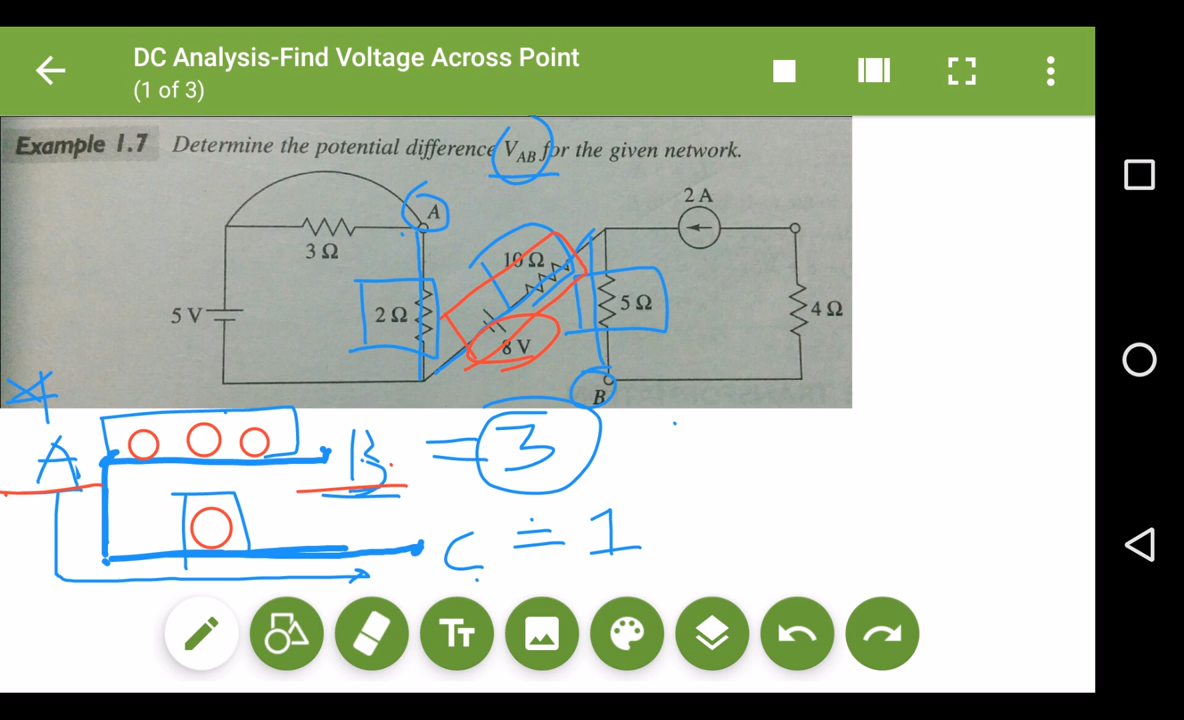 DC Analysis-Find Voltage Across Point
(1 of 3)
Example 1.7 Determine the potential difference VAB for the given network.
2 A
A
3 Ω
10 Ω
5 V
2 Ω
5 Ω
4 Ω
8 V
B
A B = 3
C = 1
Tт